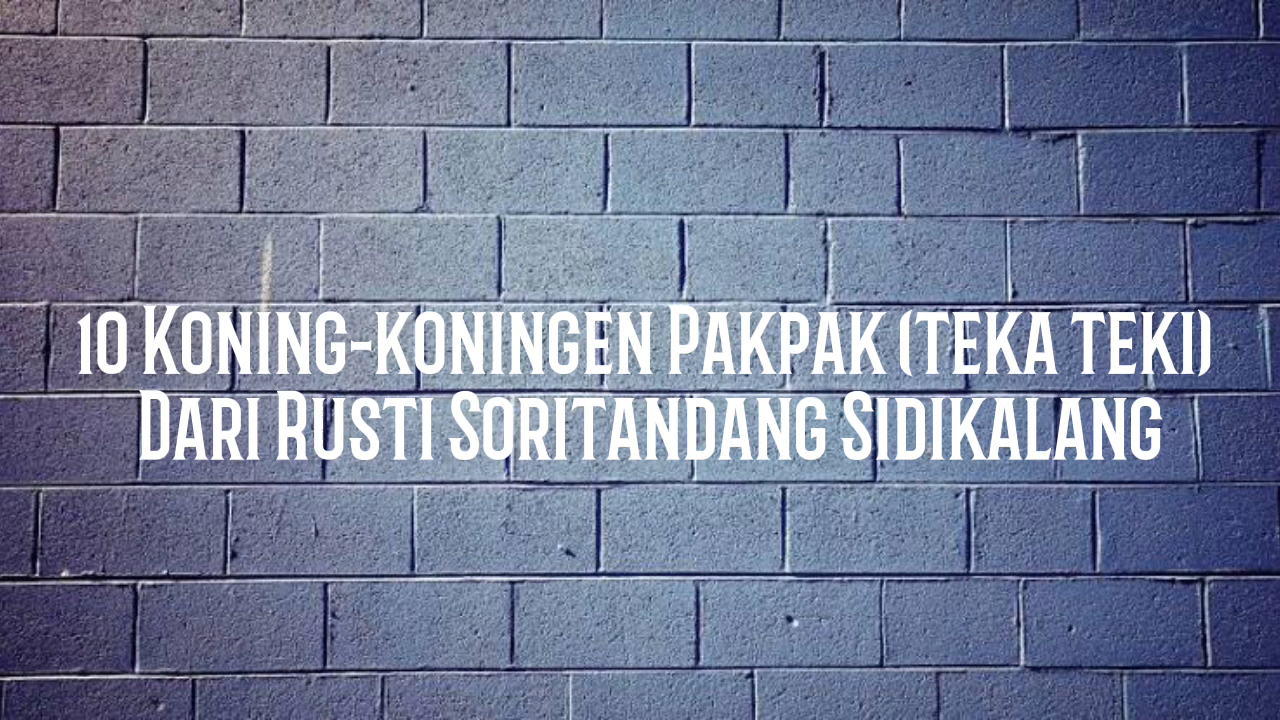 10 Koning-koningen Pakpak (teka teki)
Dari Rusti Soritandang Sidikalang